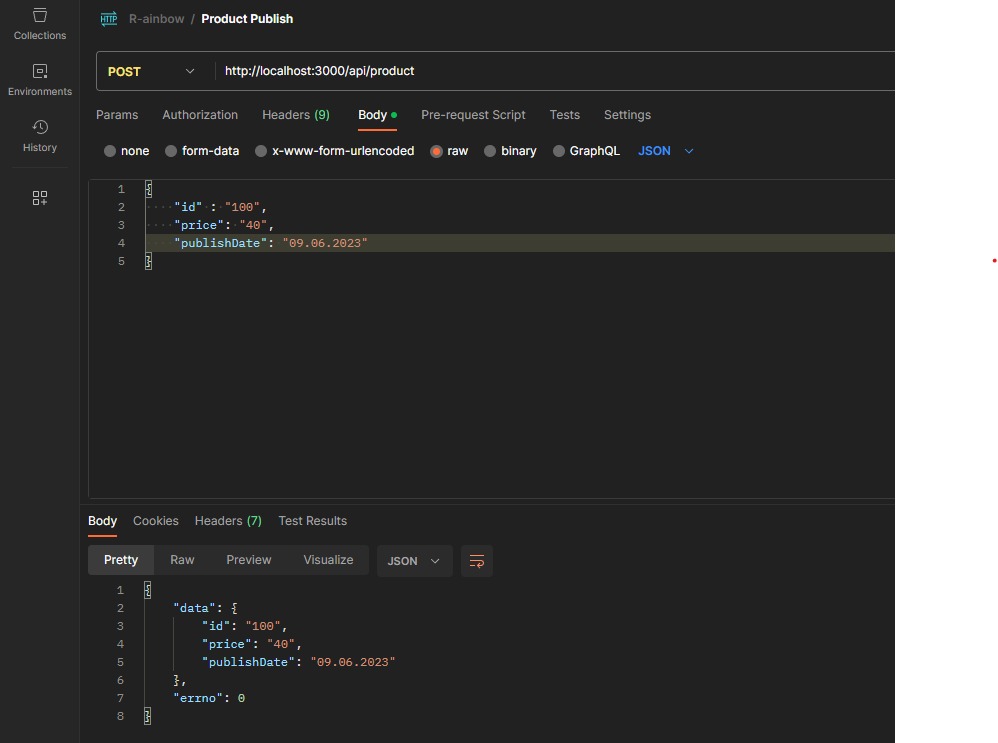 Collections
Environments
History
HTTP R-ainbow / Product Publish
POST http://localhost:3000/api/product
Params Authorization Headers (9) Body Pre-request Script Tests Settings
none form-data x-www-form-urlencoded raw binary GraphQL JSON
1 {
2 "id" : "100",
3 "price": "40",
4 "publishDate": "09.06.2023"
5 }
Body Cookies Headers (7) Test Results
Pretty Raw Preview Visualize JSON
1 {
2 "data": {
3 "id": "100",
4 "price": "40",
5 "publishDate": "09.06.2023"
6 },
7 "errno": 0
8 }